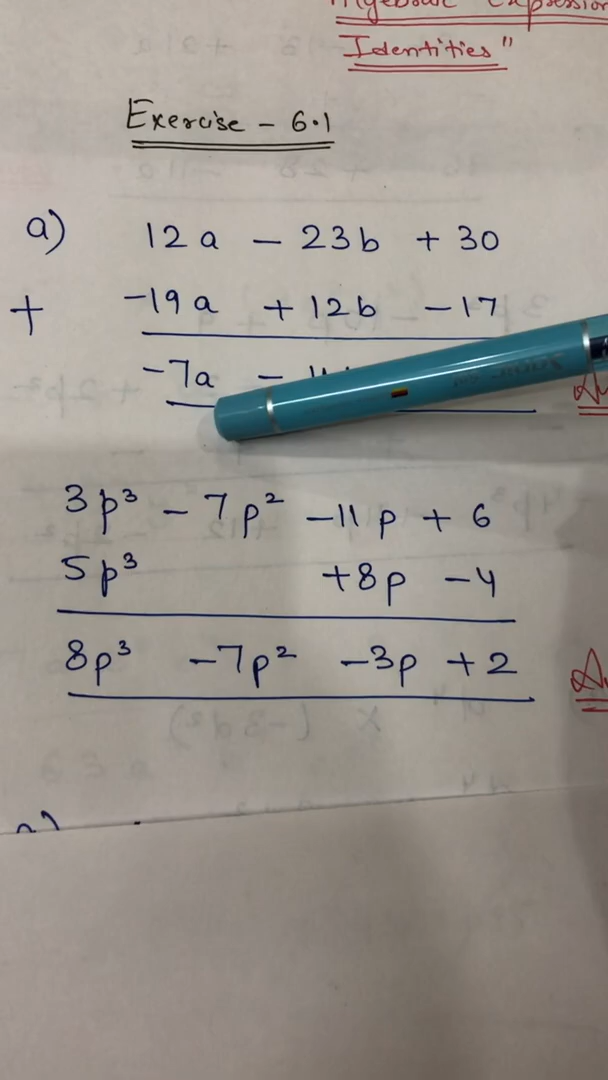 Identities"
Exercise - 6.1
a) 12a - 23b + 30
+ -19a + 12b - 17
-7a -
3p³ - 7p² - 11p + 6
5p³ + 8p - 4
8p³ - 7p² - 3p + 2